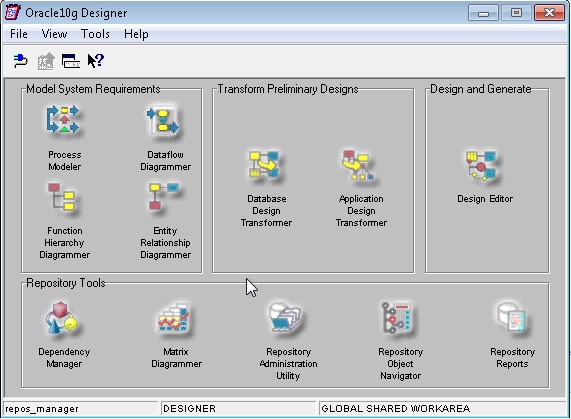 Oracle10g Designer
File View Tools Help
Model System Requirements
Process
Modeler
Dataflow
Diagrammer
Function
Hierarchy
Diagrammer
Entity
Relationship
Diagrammer
Transform Preliminary Designs
Database
Design
Transformer
Application
Design
Transformer
Design and Generate
Design Editor
Repository Tools
Dependency
Manager
Matrix
Diagrammer
Repository
Administration
Utility
Repository
Object
Navigator
Repository
Reports
repos_manager DESIGNER GLOBAL SHARED WORKAREA